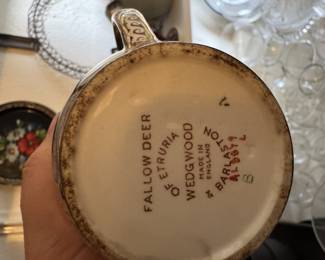 FALLOW DEER
OF ETRURIA
WEDGWOOD
MADE IN
ENGLAND
& BARLASTON
L
B